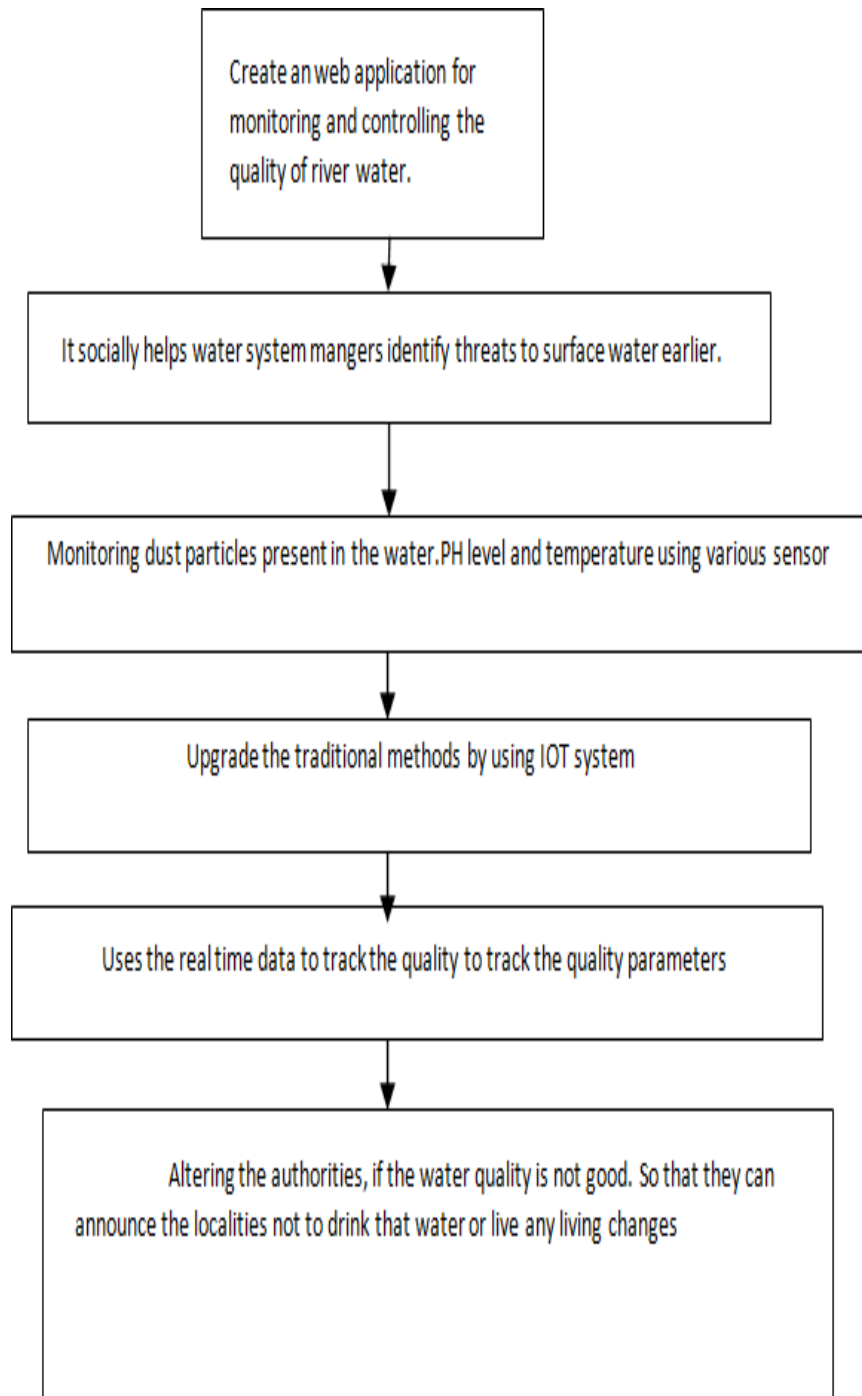 Create an web application for
monitoring and controlling the
quality of river water.
It socially helps water system mangers identify threats to surface water earlier.
Monitoring dust particles present in the water.PH level and temperature using various sensor
Upgrade the traditional methods by using IOT system
Uses the real time data to track the quality to track the quality parameters
Altering the authorities, if the water quality is not good. So that they can
announce the localities not to drink that water or live any living changes